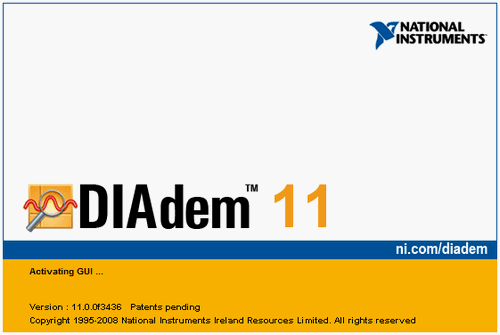 NATIONAL
INSTRUMENTS
DIAdem™ 11
ni.com/diadem
Activating GUI ...
Version : 11.0.0f3436 Patents pending
Copyright 1995-2008 National Instruments Ireland Resources Limited. All rights reserved